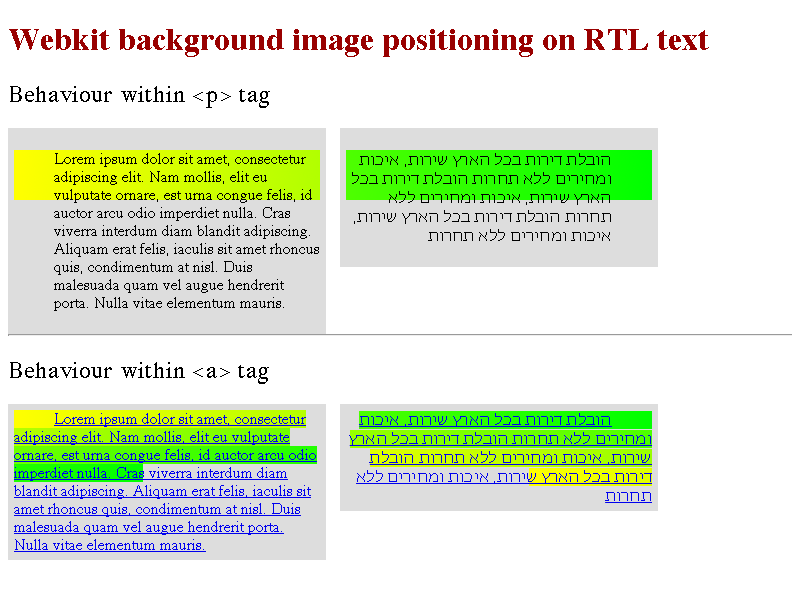 Webkit background image positioning on RTL text
Behaviour within <p> tag
Lorem ipsum dolor sit amet, consectetur
adipiscing elit. Nam mollis, elit eu
vulputate ornare, est urna congue felis, id
auctor arcu odio imperdiet nulla. Cras
viverra interdum diam blandit adipiscing.
Aliquam erat felis, iaculis sit amet rhoncus
quis, condimentum at nisl. Duis
malesuada quam vel augue hendrerit
porta. Nulla vitae elementum mauris.
הובלת דירות בכל הארץ שירות, איכות
ומחירים ללא תחרות הובלת דירות בכל
הארץ שירות, איכות ומחירים ללא
תחרות הובלת דירות בכל הארץ שירות,
איכות ומחירים ללא תחרות
Behaviour within <a> tag
Lorem ipsum dolor sit amet, consectetur
adipiscing elit. Nam mollis, elit eu vulputate
ornare, est urna congue felis, id auctor arcu odio
imperdiet nulla. Cras viverra interdum diam
blandit adipiscing. Aliquam erat felis, iaculis sit
amet rhoncus quis, condimentum at nisl. Duis
malesuada quam vel augue hendrerit porta.
Nulla vitae elementum mauris.
הובלת דירות בכל הארץ שירות, איכות
ומחירים ללא תחרות הובלת דירות בכל הארץ
שירות, איכות ומחירים ללא תחרות הובלת
דירות בכל הארץ שירות, איכות ומחירים ללא
תחרות